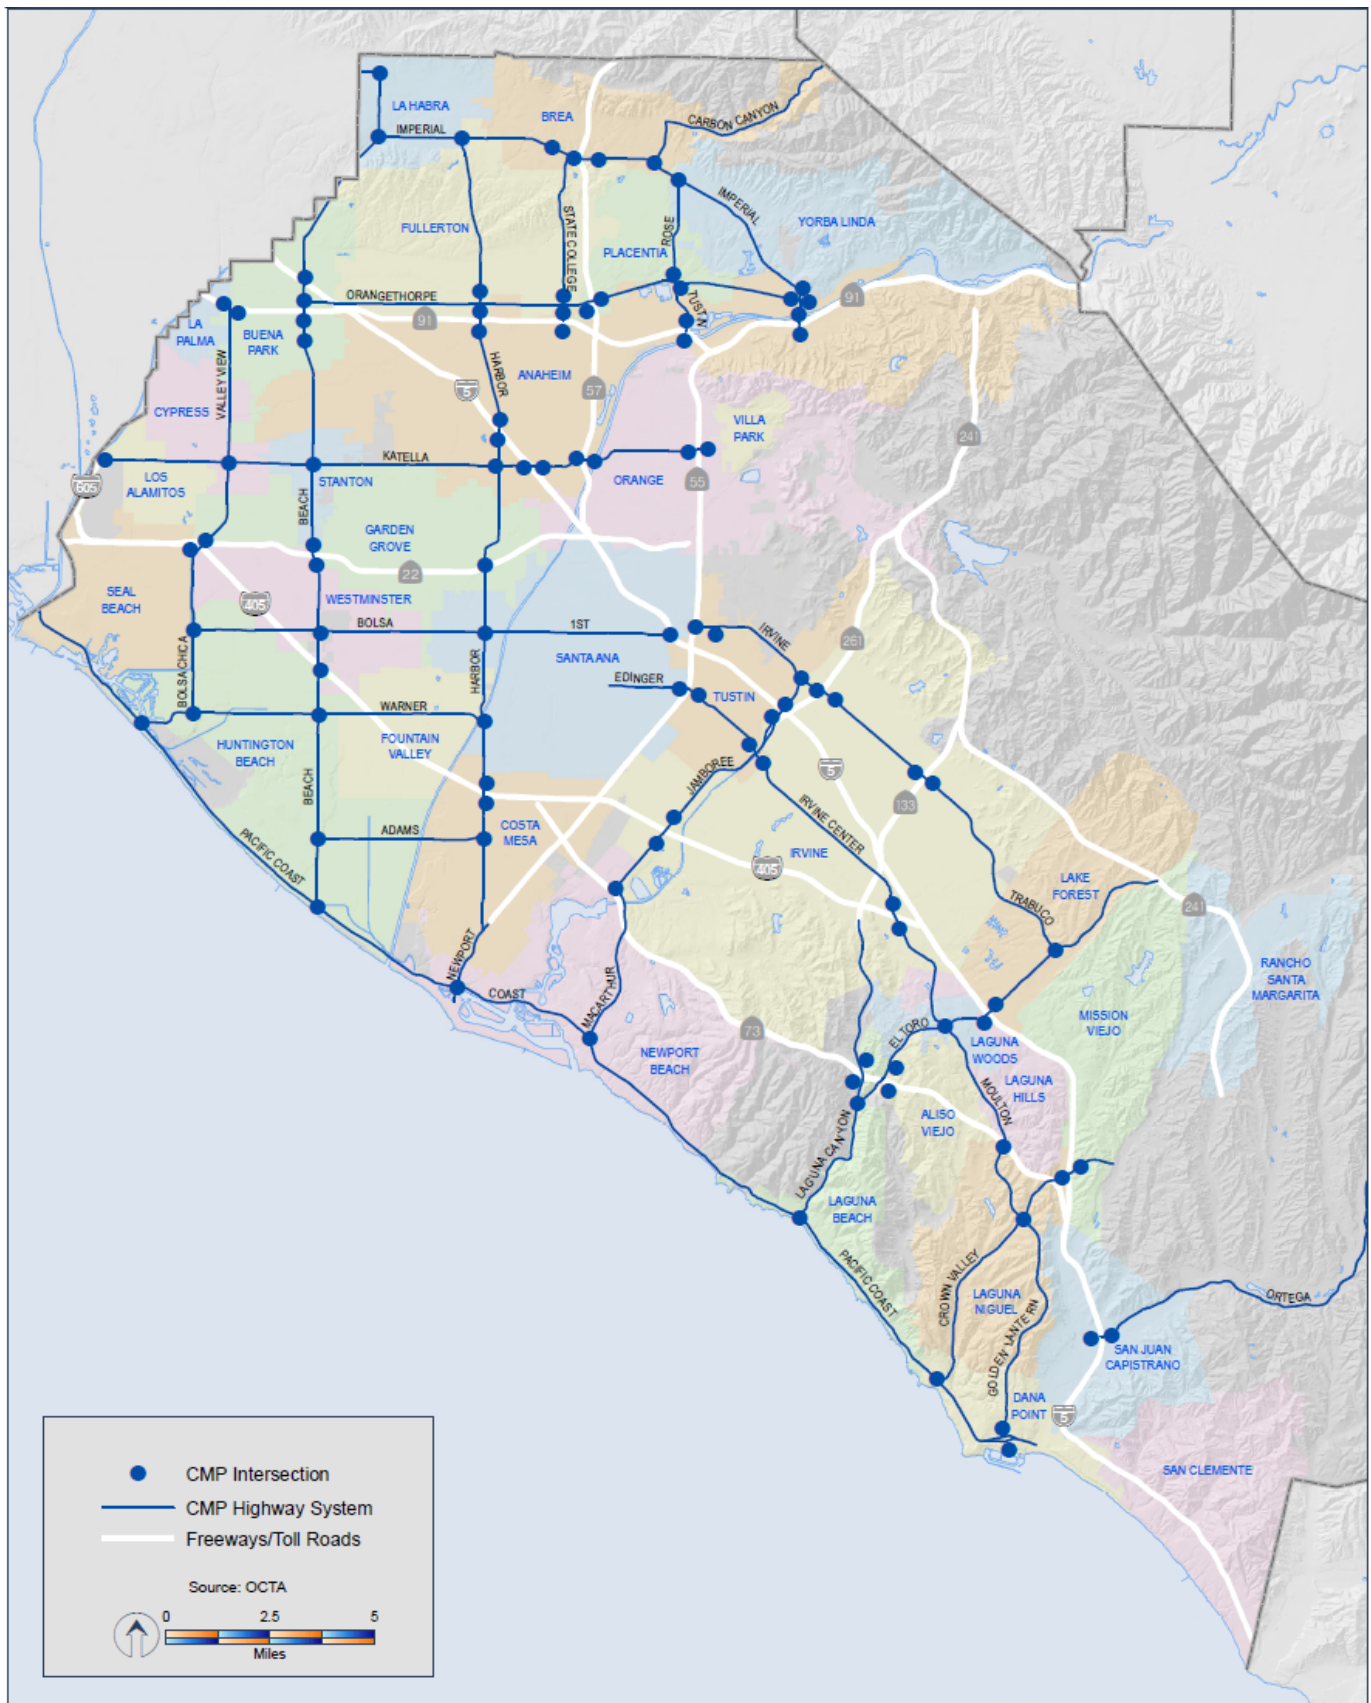 LA HABRA
BREA
CARBON CANYON
IMPERIAL
IMPERIAL
YORBA LINDA
FULLERTON
STATE COLLEGE
ROSE
PLACENTIA
ORANGETHORPE
TUSTIN
91
91
LA
PALMA
BUENA
PARK
VALLEY VIEW
HARBOR
ANAHEIM
5
57
CYPRESS
VILLA
PARK
241
KATELLA
LOS
ALAMITOS
STANTON
ORANGE
55
605
BEACH
GARDEN
GROVE
22
SEAL
BEACH
405
WESTMINSTER
BOLSA
1ST
IRVINE
261
BOLSA CHICA
HARBOR
SANTA ANA
EDINGER
TUSTIN
WARNER
HUNTINGTON
BEACH
FOUNTAIN
VALLEY
JAMBOREE
5
BEACH
133
ADAMS
COSTA
MESA
IRVINE CENTER
PACIFIC COAST
405
IRVINE
LAKE
FOREST
TRABUCO
241
NEWPORT
COAST
MACARTHUR
RANCHO
SANTA
MARGARITA
MISSION
VIEJO
73
EL TORO
NEWPORT
BEACH
LAGUNA
WOODS
LAGUNA
HILLS
MOULTON
ALISO
VIEJO
LAGUNA CANYON
LAGUNA
BEACH
PACIFIC COAST
CROWN VALLEY
LAGUNA
NIGUEL
GOLDEN LANTERN
ORTEGA
SAN JUAN
CAPISTRANO
DANA
POINT
5
SAN CLEMENTE
CMP Intersection
CMP Highway System
Freeways/Toll Roads
Source: OCTA
0 2.5 5
Miles